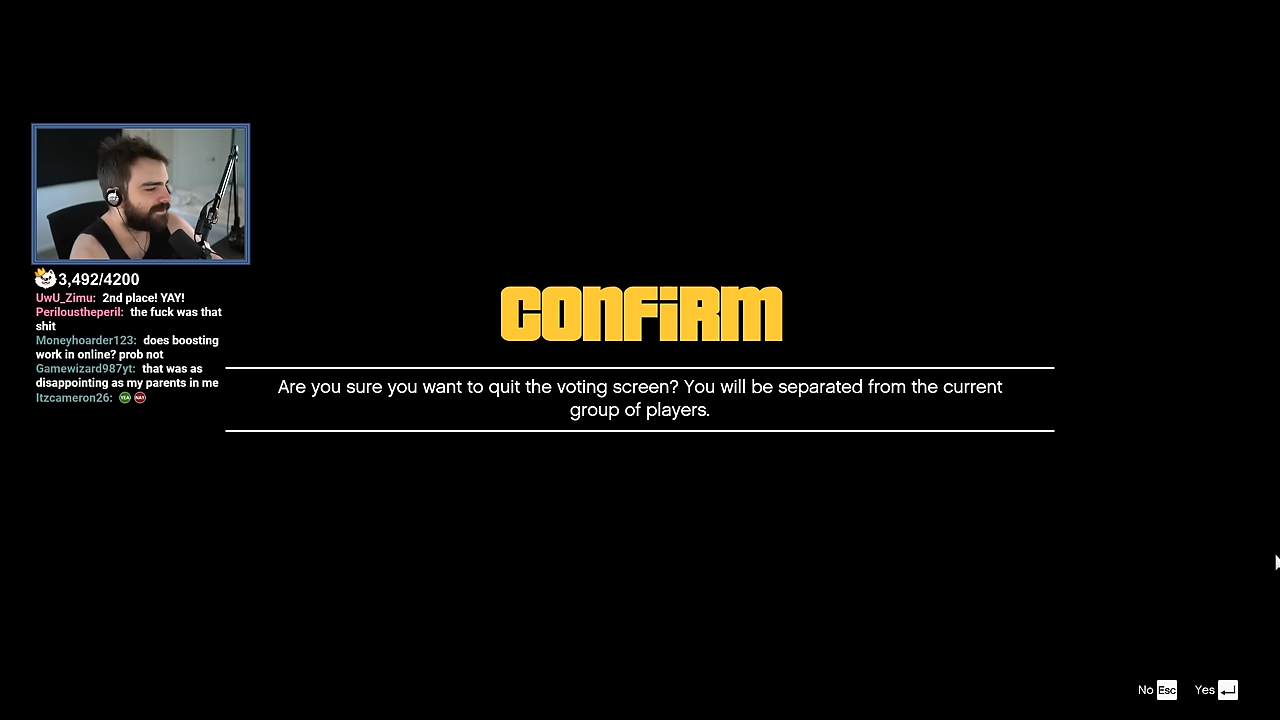 3,492/4200
UwU_Zimu: 2nd place! YAY!
Periloustheperil: the fuck was that
shit
Moneyhoarder123: does boosting
work in online? prob not
Gamewizard987yt: that was as
disappointing as my parents in me
Itzcameron26: YEA NAY
CONFiRM
Are you sure you want to quit the voting screen? You will be separated from the current
group of players.
No Esc Yes